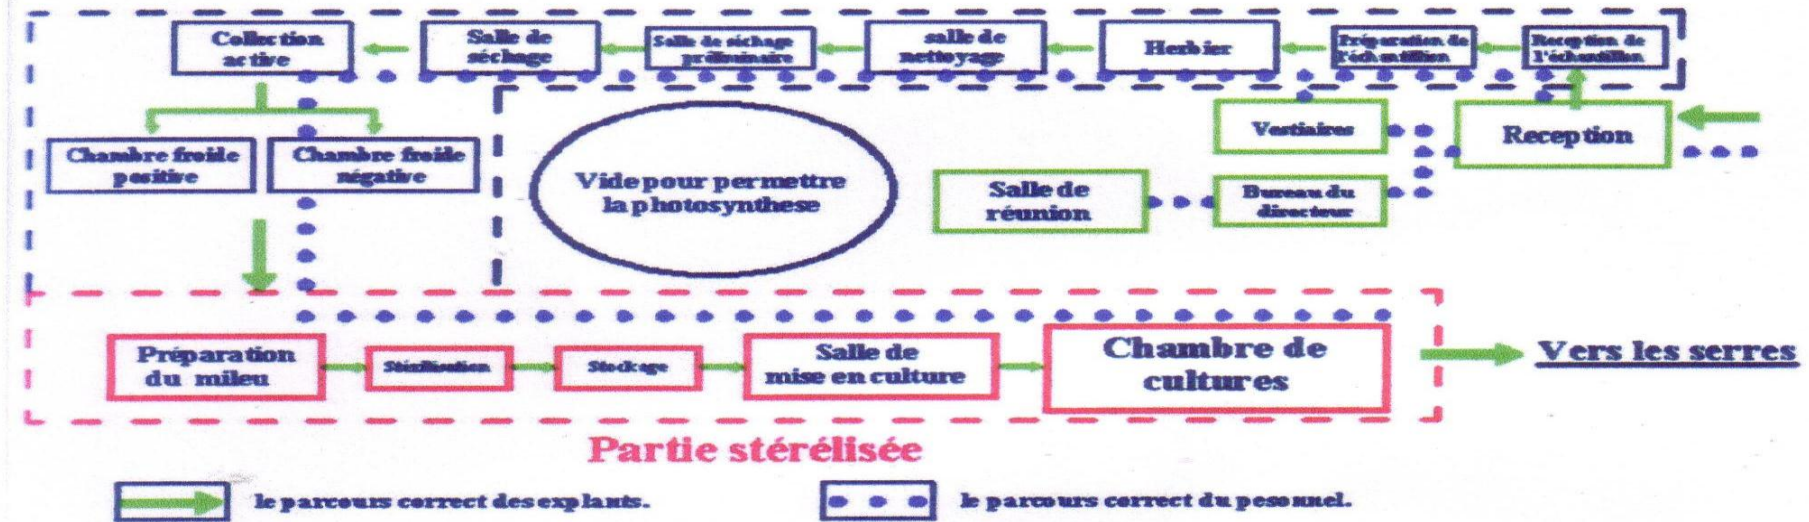 Collection
active
Salle de
séchage
Salle de séchage
préliminaire
salle de
nettoyage
Herbier
Préparation de
l'échantillion
Reception de
l'échantillon
Chambre froide
positive
Chambre froide
négative
Vide pour permettre
la photosynthese
Vestiaires
Reception
Salle de
réunion
Bureau du
directeur
Préparation
du mileu
Stérilisation
Stockage
Salle de
mise en culture
Chambre de
cultures
Vers les serres
Partie stérélisée
le parcours correct des explants.
le parcours correct du pesonnel.